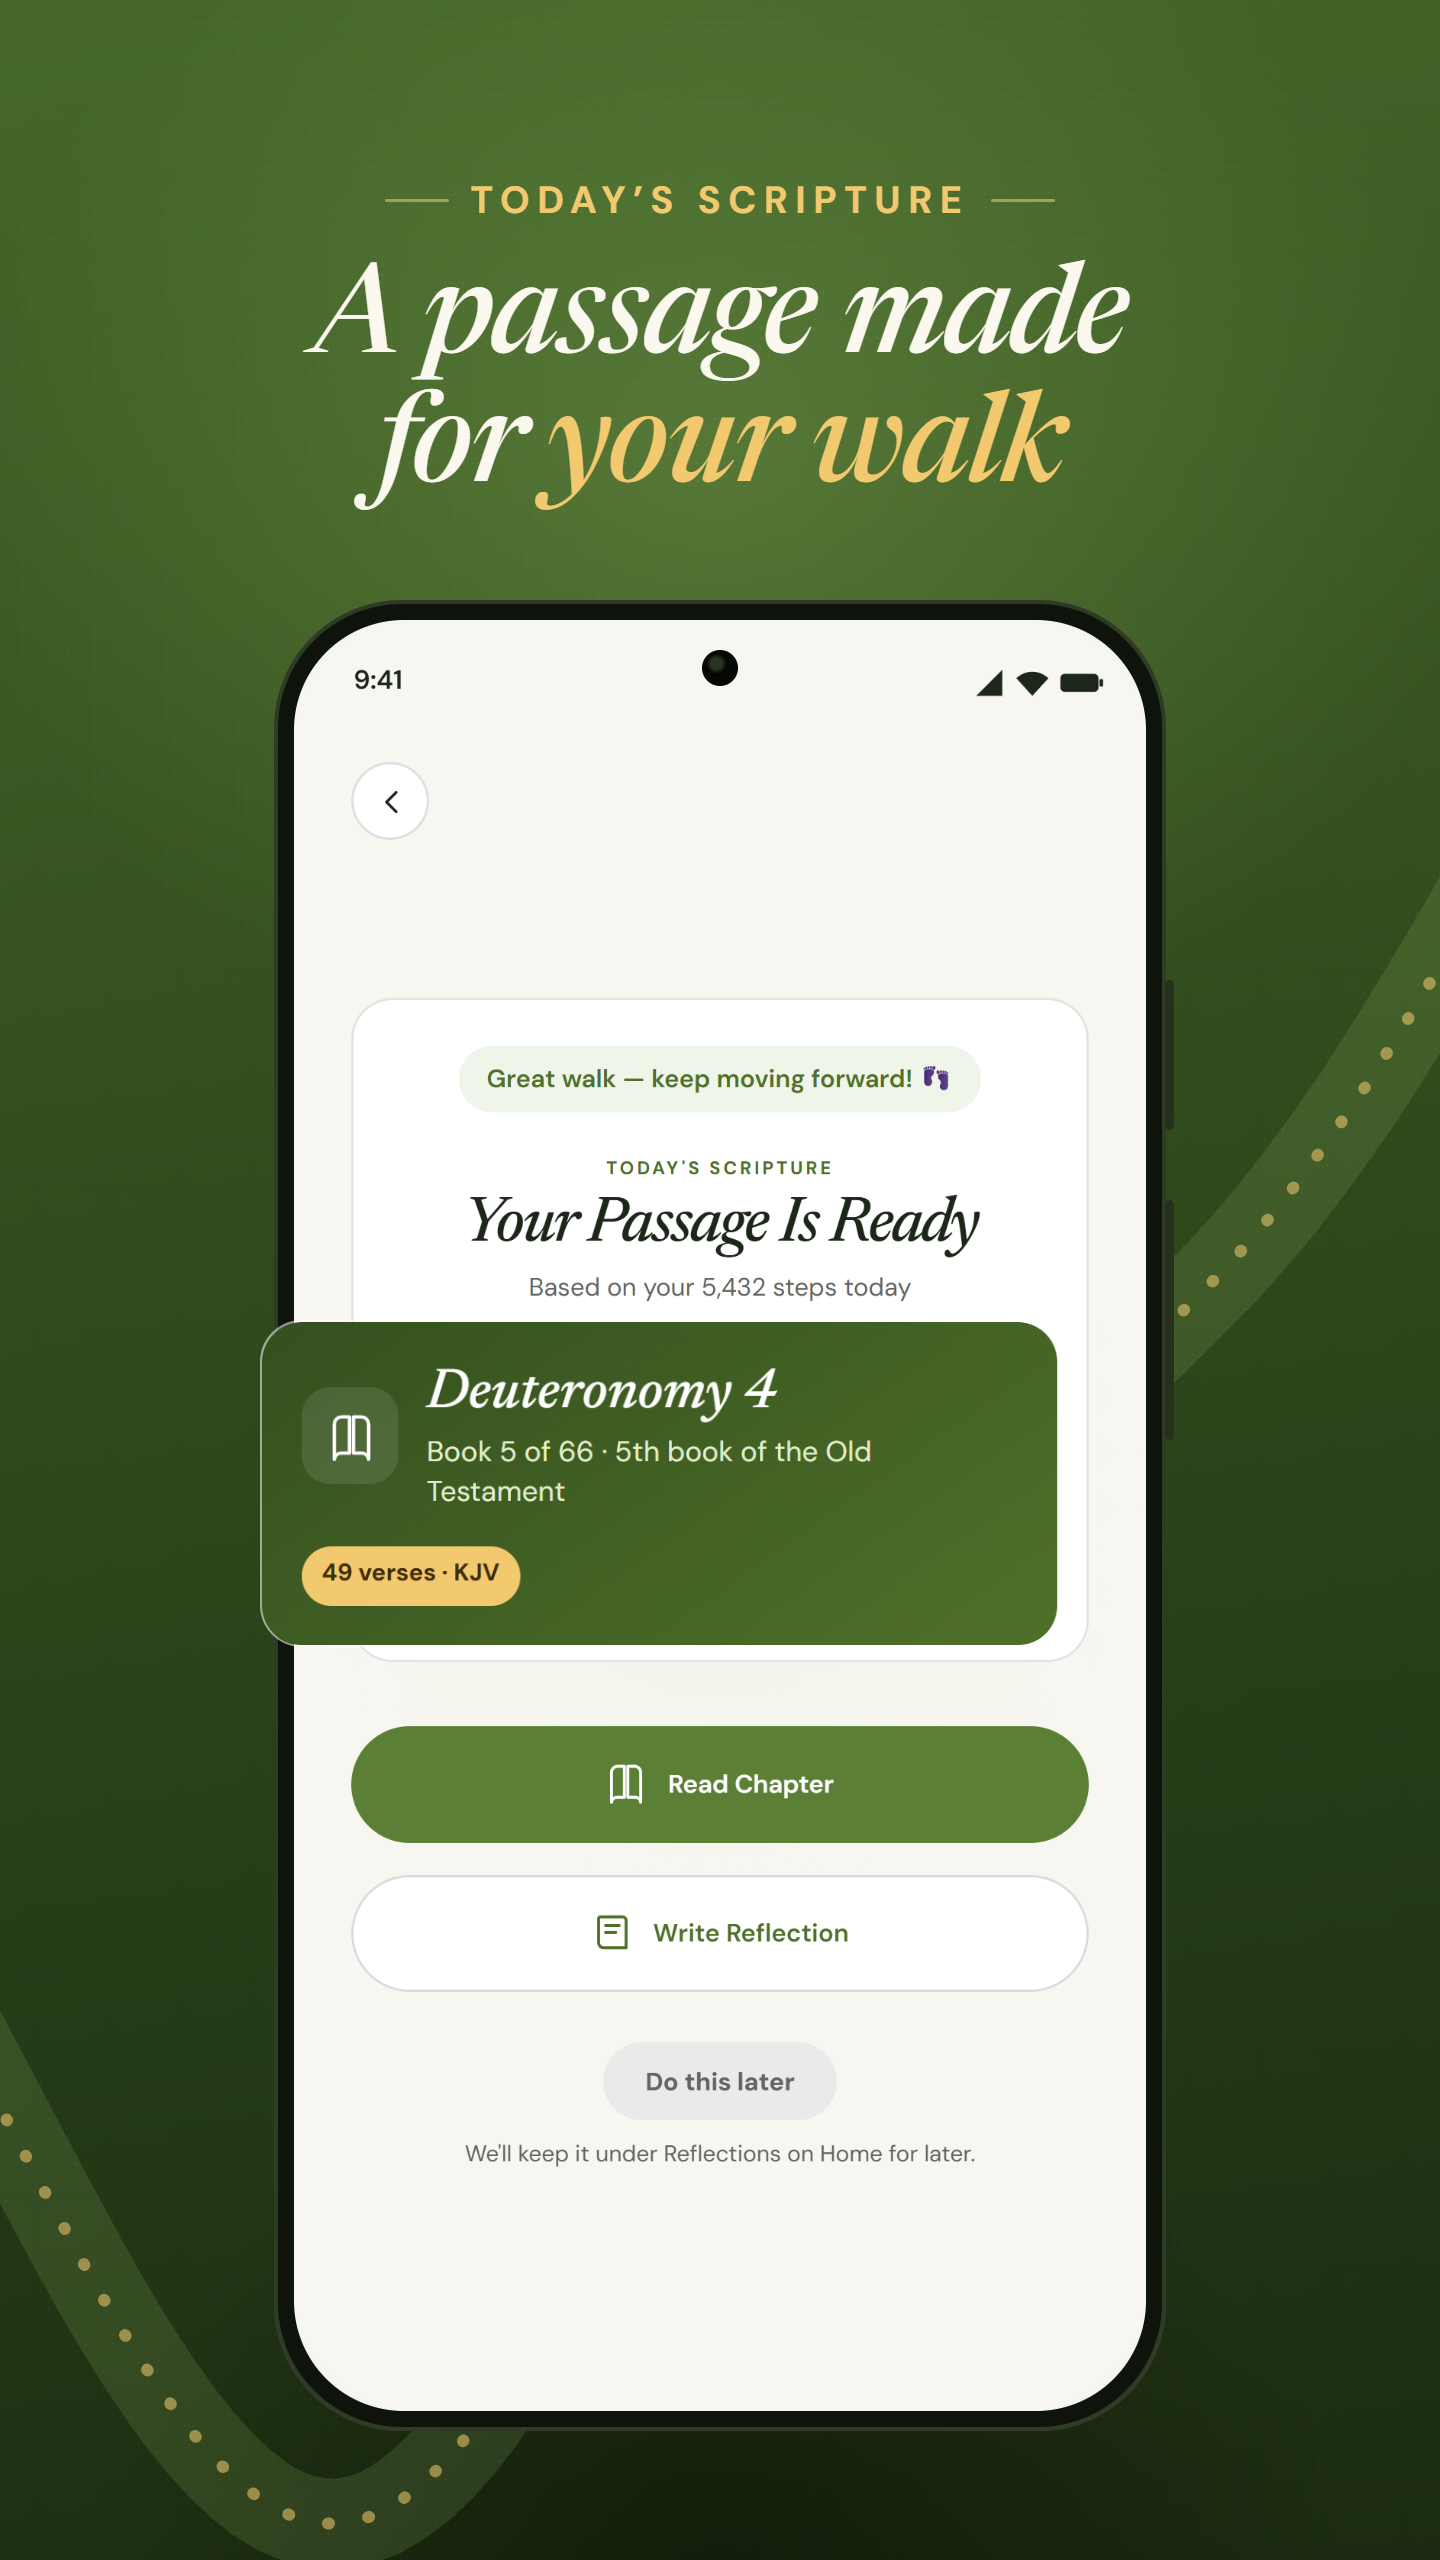 TODAY’S SCRIPTURE
A passage made
for your walk
9:41
Great walk — keep moving forward! 👣
TODAY'S SCRIPTURE
Your Passage Is Ready
Based on your 5,432 steps today
Deuteronomy 4
Book 5 of 66 · 5th book of the Old
Testament
49 verses · KJV
Read Chapter
Write Reflection
Do this later
We'll keep it under Reflections on Home for later.